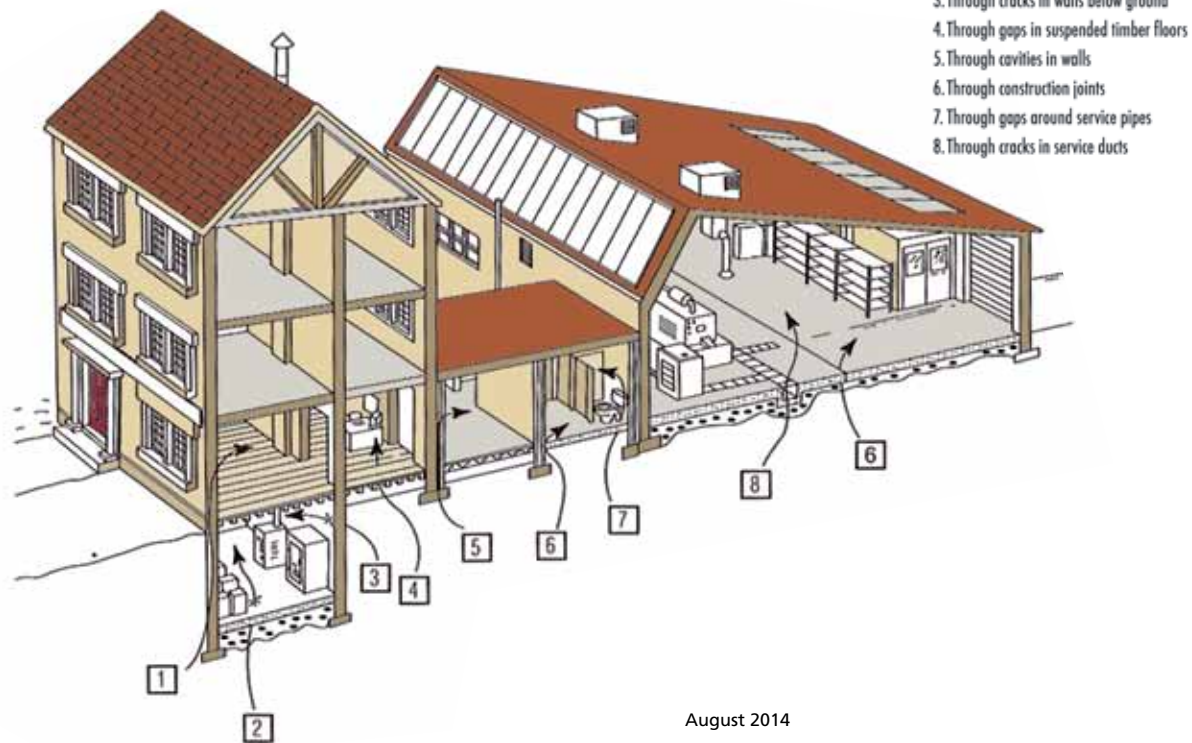 3. Through cracks in walls below ground
4. Through gaps in suspended timber floors
5. Through cavities in walls
6. Through construction joints
7. Through gaps around service pipes
8. Through cracks in service ducts
8
6
7
6
5
4
3
1
2
August 2014